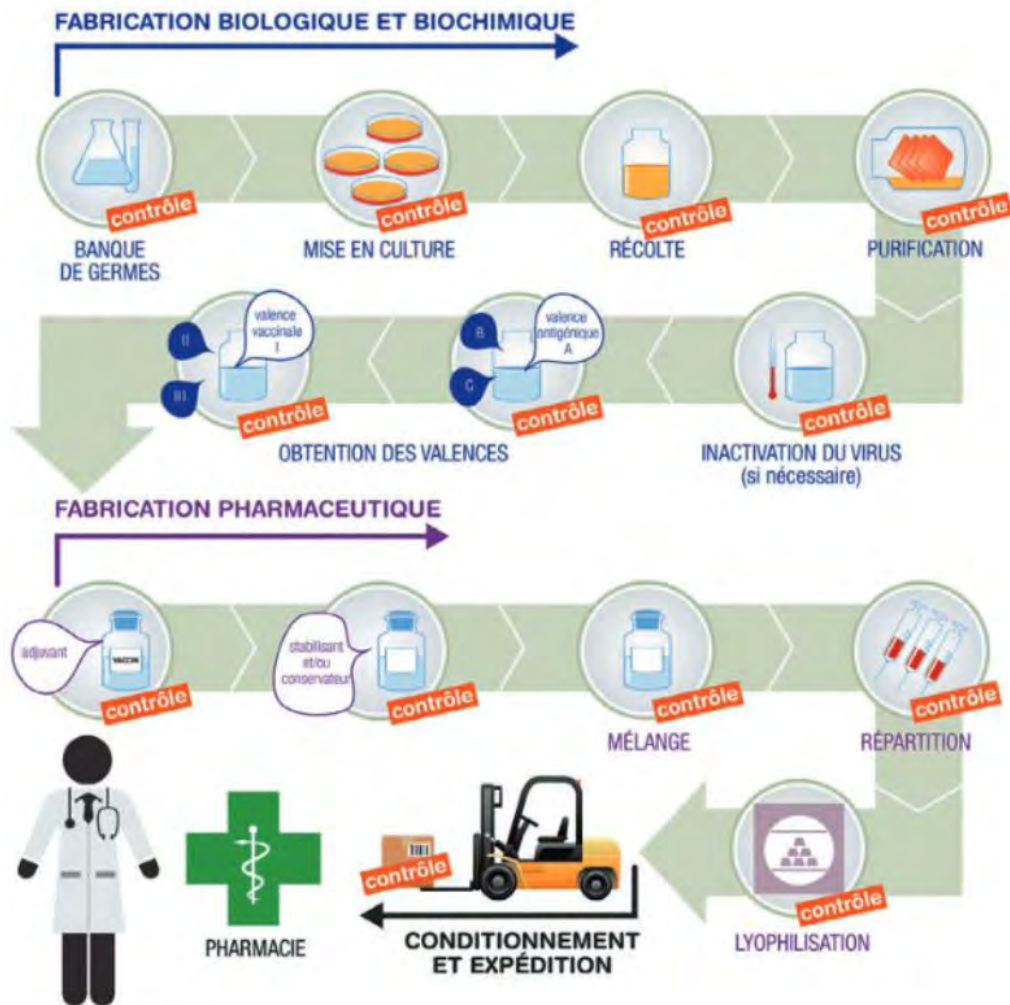 FABRICATION BIOLOGIQUE ET BIOCHIMIQUE
contrôle
contrôle
contrôle
contrôle
BANQUE
DE GERMES
MISE EN CULTURE
RÉCOLTE
PURIFICATION
II
valence
vaccinale
I
III
contrôle
B
valence
antigénique
A
C
contrôle
contrôle
OBTENTION DES VALENCES
INACTIVATION DU VIRUS
(si nécessaire)
FABRICATION PHARMACEUTIQUE
adjuvant
VACCIN
contrôle
stabilisant
et/ou
conservateur
contrôle
contrôle
contrôle
MÉLANGE
RÉPARTITION
contrôle
contrôle
PHARMACIE
CONDITIONNEMENT
ET EXPÉDITION
LYOPHILISATION